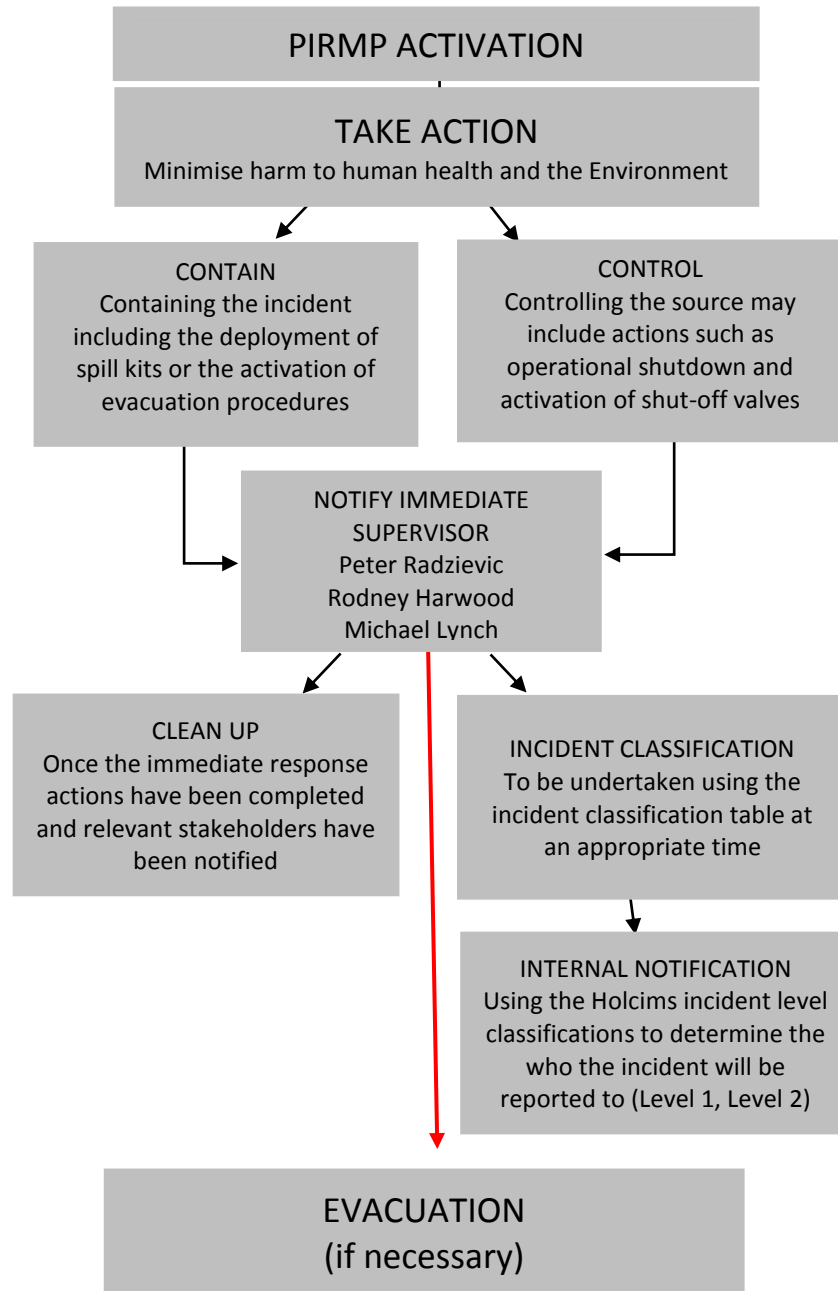 PIRMP ACTIVATION
TAKE ACTION
Minimise harm to human health and the Environment
CONTAIN
Containing the incident
including the deployment of
spill kits or the activation of
evacuation procedures
CONTROL
Controlling the source may
include actions such as
operational shutdown and
activation of shut-off valves
NOTIFY IMMEDIATE
SUPERVISOR
Peter Radzievic
Rodney Harwood
Michael Lynch
CLEAN UP
Once the immediate response
actions have been completed
and relevant stakeholders have
been notified
INCIDENT CLASSIFICATION
To be undertaken using the
incident classification table at
an appropriate time
INTERNAL NOTIFICATION
Using the Holcims incident level
classifications to determine the
who the incident will be
reported to (Level 1, Level 2)
EVACUATION
(if necessary)